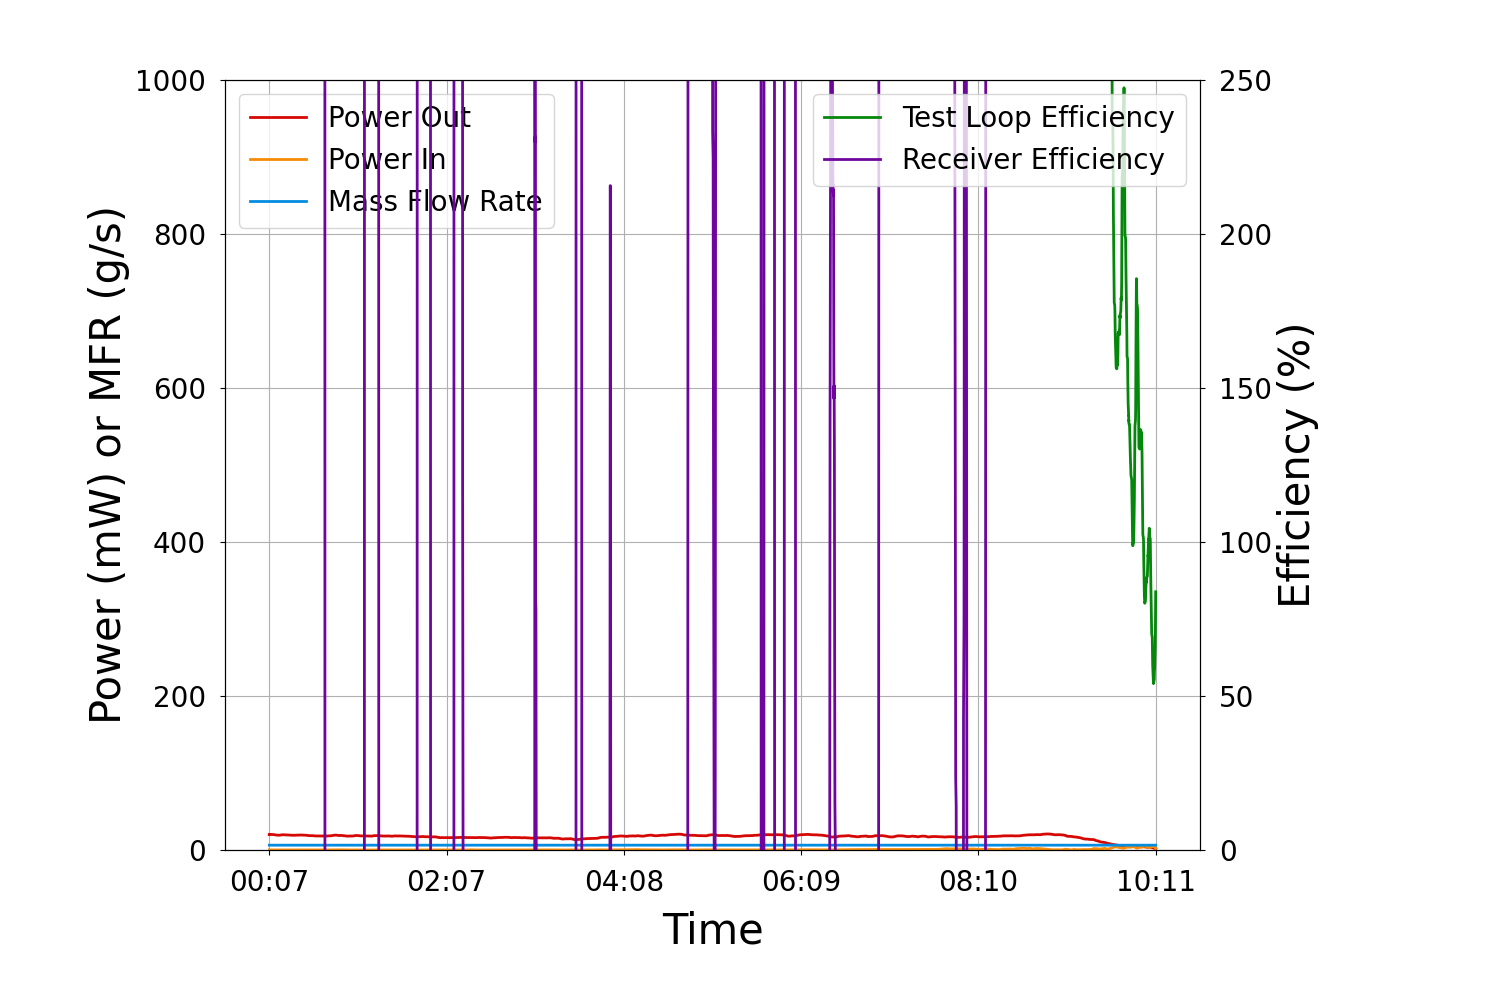 1000
800
600
400
200
0
Power (mW) or MFR (g/s)
Power Out
Power In
Mass Flow Rate
Test Loop Efficiency
Receiver Efficiency
250
200
150
100
50
0
Efficiency (%)
00:07 02:07 04:08 06:09 08:10 10:11
Time